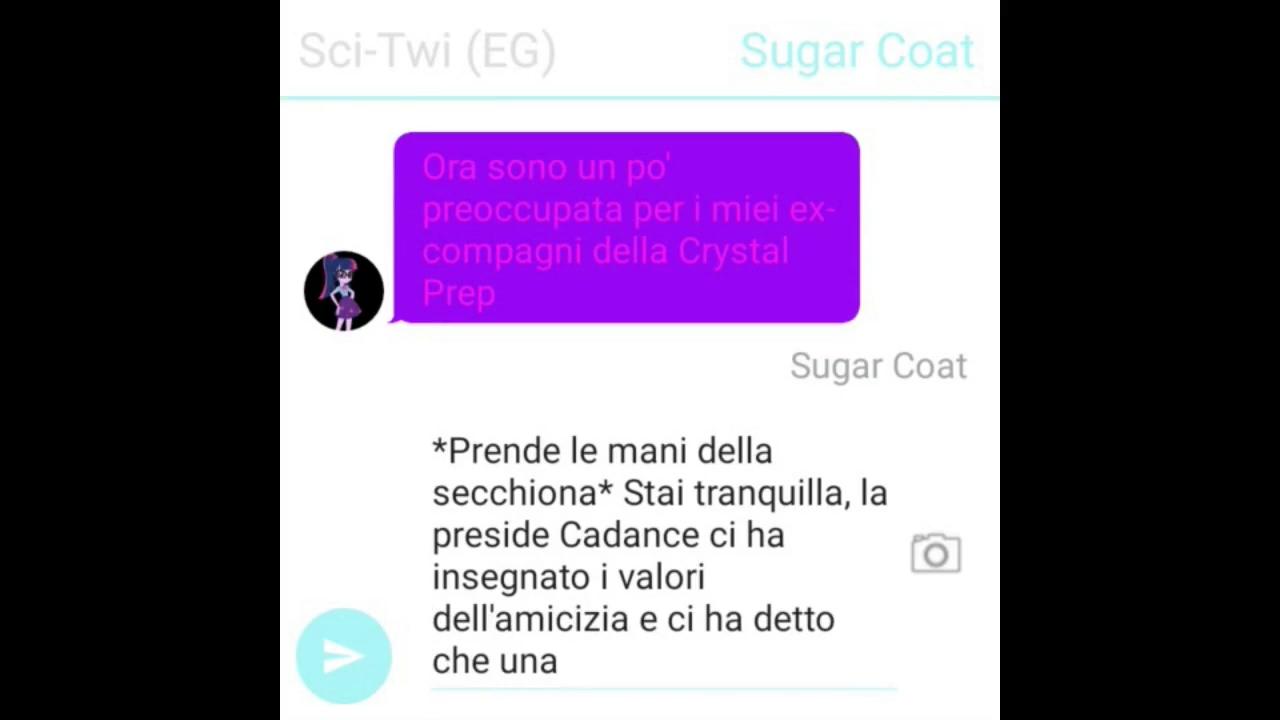 Sci-Twi (EG) Sugar Coat
Ora sono un po'
preoccupata per i miei ex-
compagni della Crystal
Prep
Sugar Coat
*Prende le mani della
secchiona* Stai tranquilla, la
preside Cadance ci ha
insegnato i valori
dell'amicizia e ci ha detto
che una